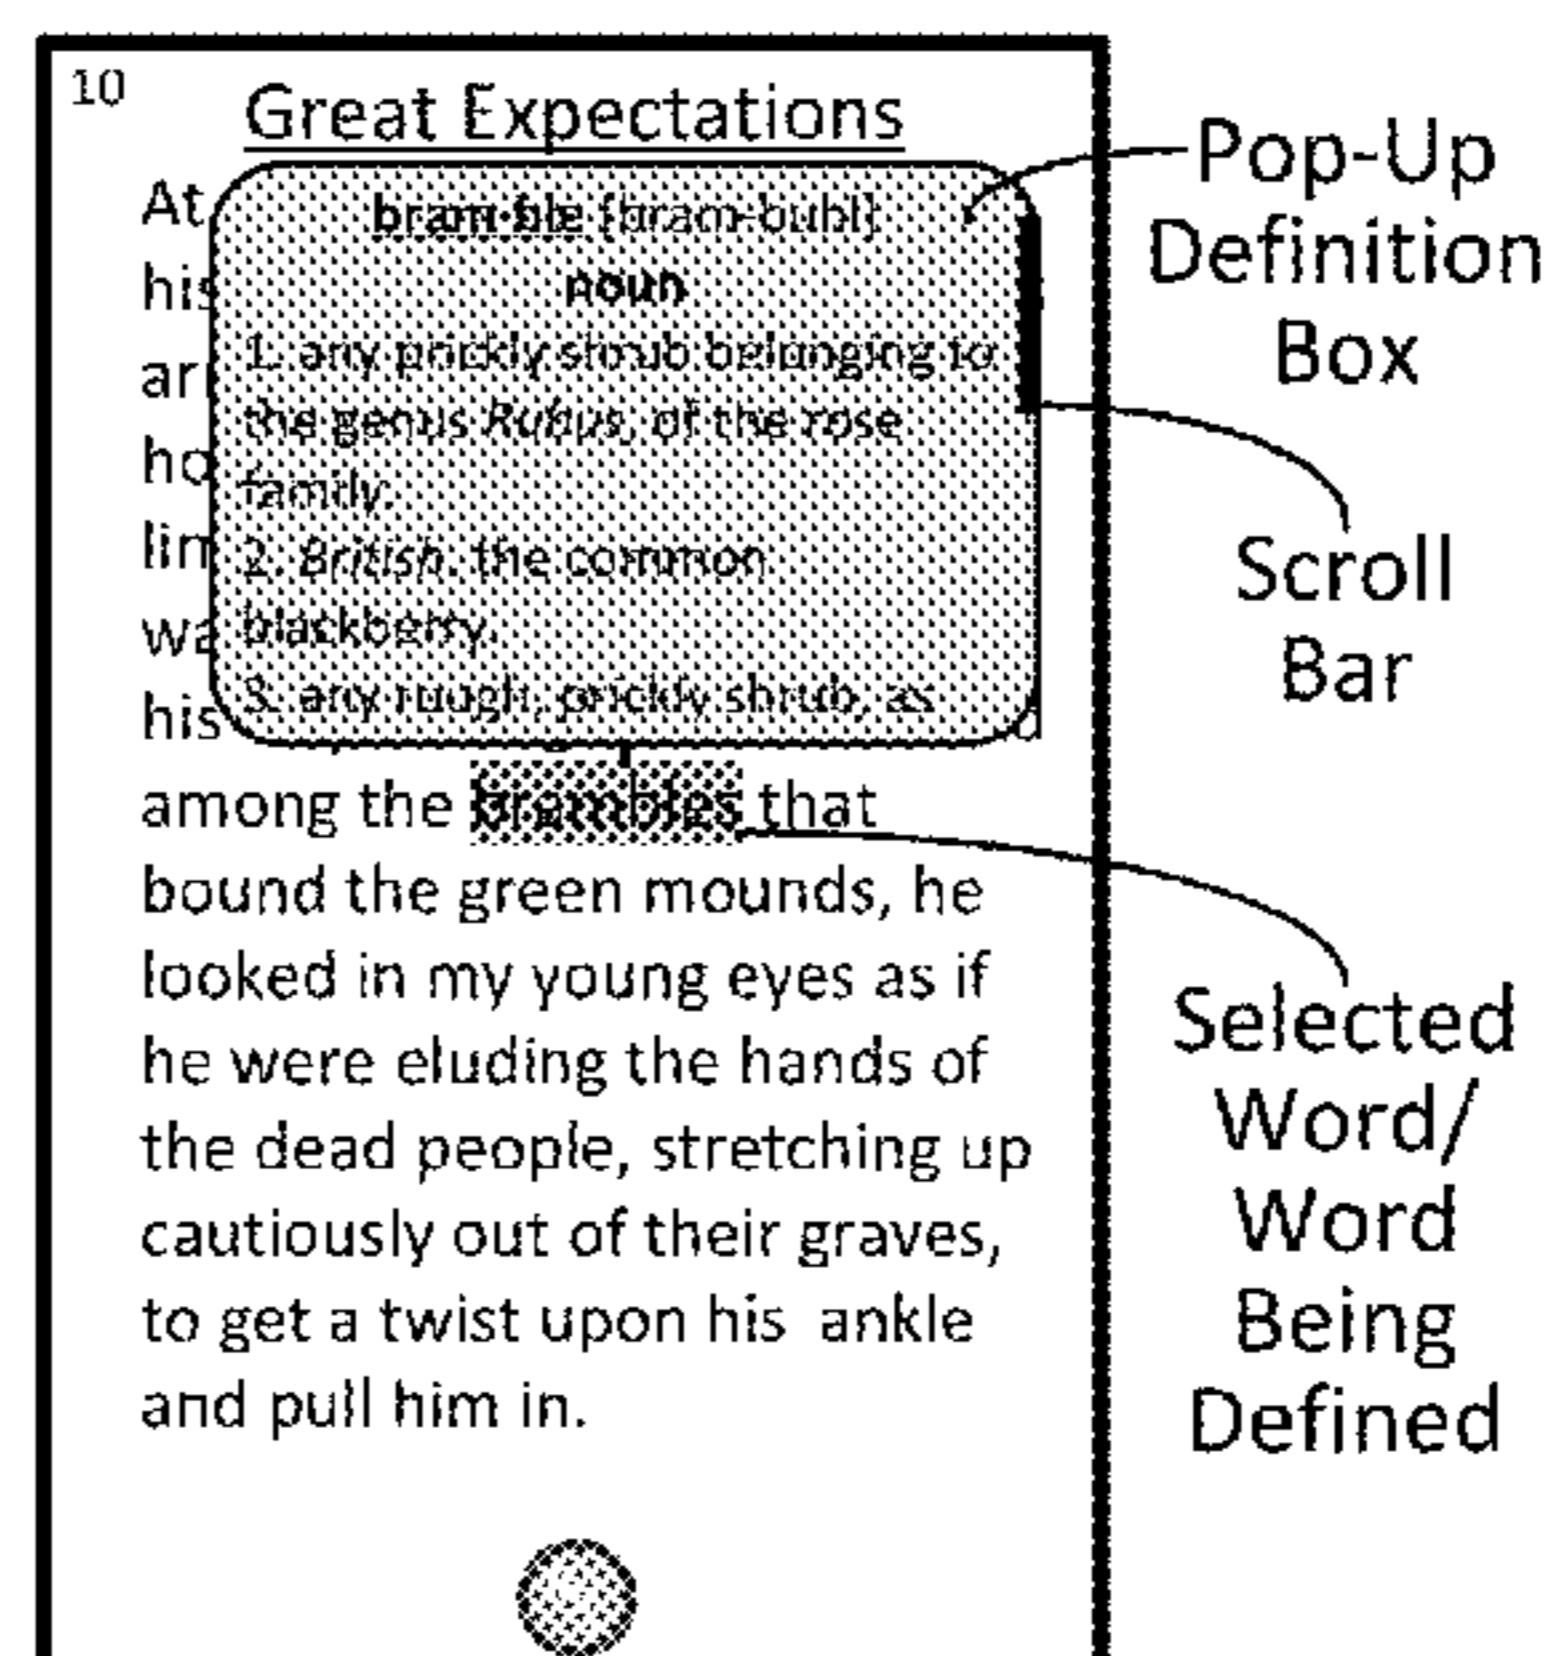 10
Great Expectations
At
his
ho
his
bram·ble [bram-buhl]
noun
1. any prickly shrub belonging to
the genus Rubus, of the rose
family.
2. British. the common
blackberry.
3. any rough, prickly shrub, as
among the brambles that
bound the green mounds, he
looked in my young eyes as if
he were eluding the hands of
the dead people, stretching up
cautiously out of their graves,
to get a twist upon his ankle
and pull him in.
Pop-Up
Definition
Box
Scroll
Bar
Selected
Word/
Word
Being
Defined